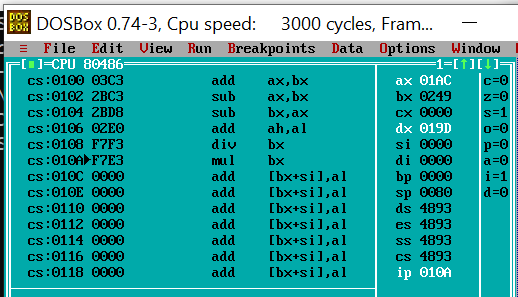 DOS BOX DOSBox 0.74-3, Cpu speed: 3000 cycles, Fram
≡ File Edit View Run Breakpoints Data Options Window
[■]=CPU 80486 1=[↑][↓]
cs:0100 03C3 add ax,bx ax 01AC c=0
cs:0102 2BC3 sub ax,bx bx 0249 z=0
cs:0104 2BD8 sub bx,ax cx 0000 s=1
cs:0106 02E0 add ah,al dx 019D o=0
cs:0108 F7F3 div bx si 0000 p=0
cs:010A►F7E3 mul bx di 0000 a=0
cs:010C 0000 add [bx+si],al bp 0000 i=1
cs:010E 0000 add [bx+si],al sp 0080 d=0
cs:0110 0000 add [bx+si],al ds 4893
cs:0112 0000 add [bx+si],al es 4893
cs:0114 0000 add [bx+si],al ss 4893
cs:0116 0000 add [bx+si],al cs 4893
cs:0118 0000 add [bx+si],al ip 010A